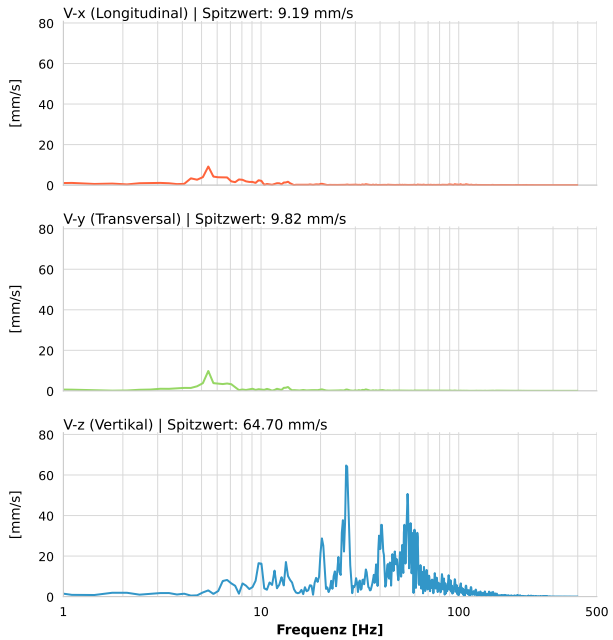 V-x (Longitudinal) | Spitzwert: 9.19 mm/s
80
60
40
20
0
[mm/s]
V-y (Transversal) | Spitzwert: 9.82 mm/s
80
60
40
20
0
[mm/s]
V-z (Vertikal) | Spitzwert: 64.70 mm/s
80
60
40
20
0
[mm/s]
1 10 100 500
Frequenz [Hz]